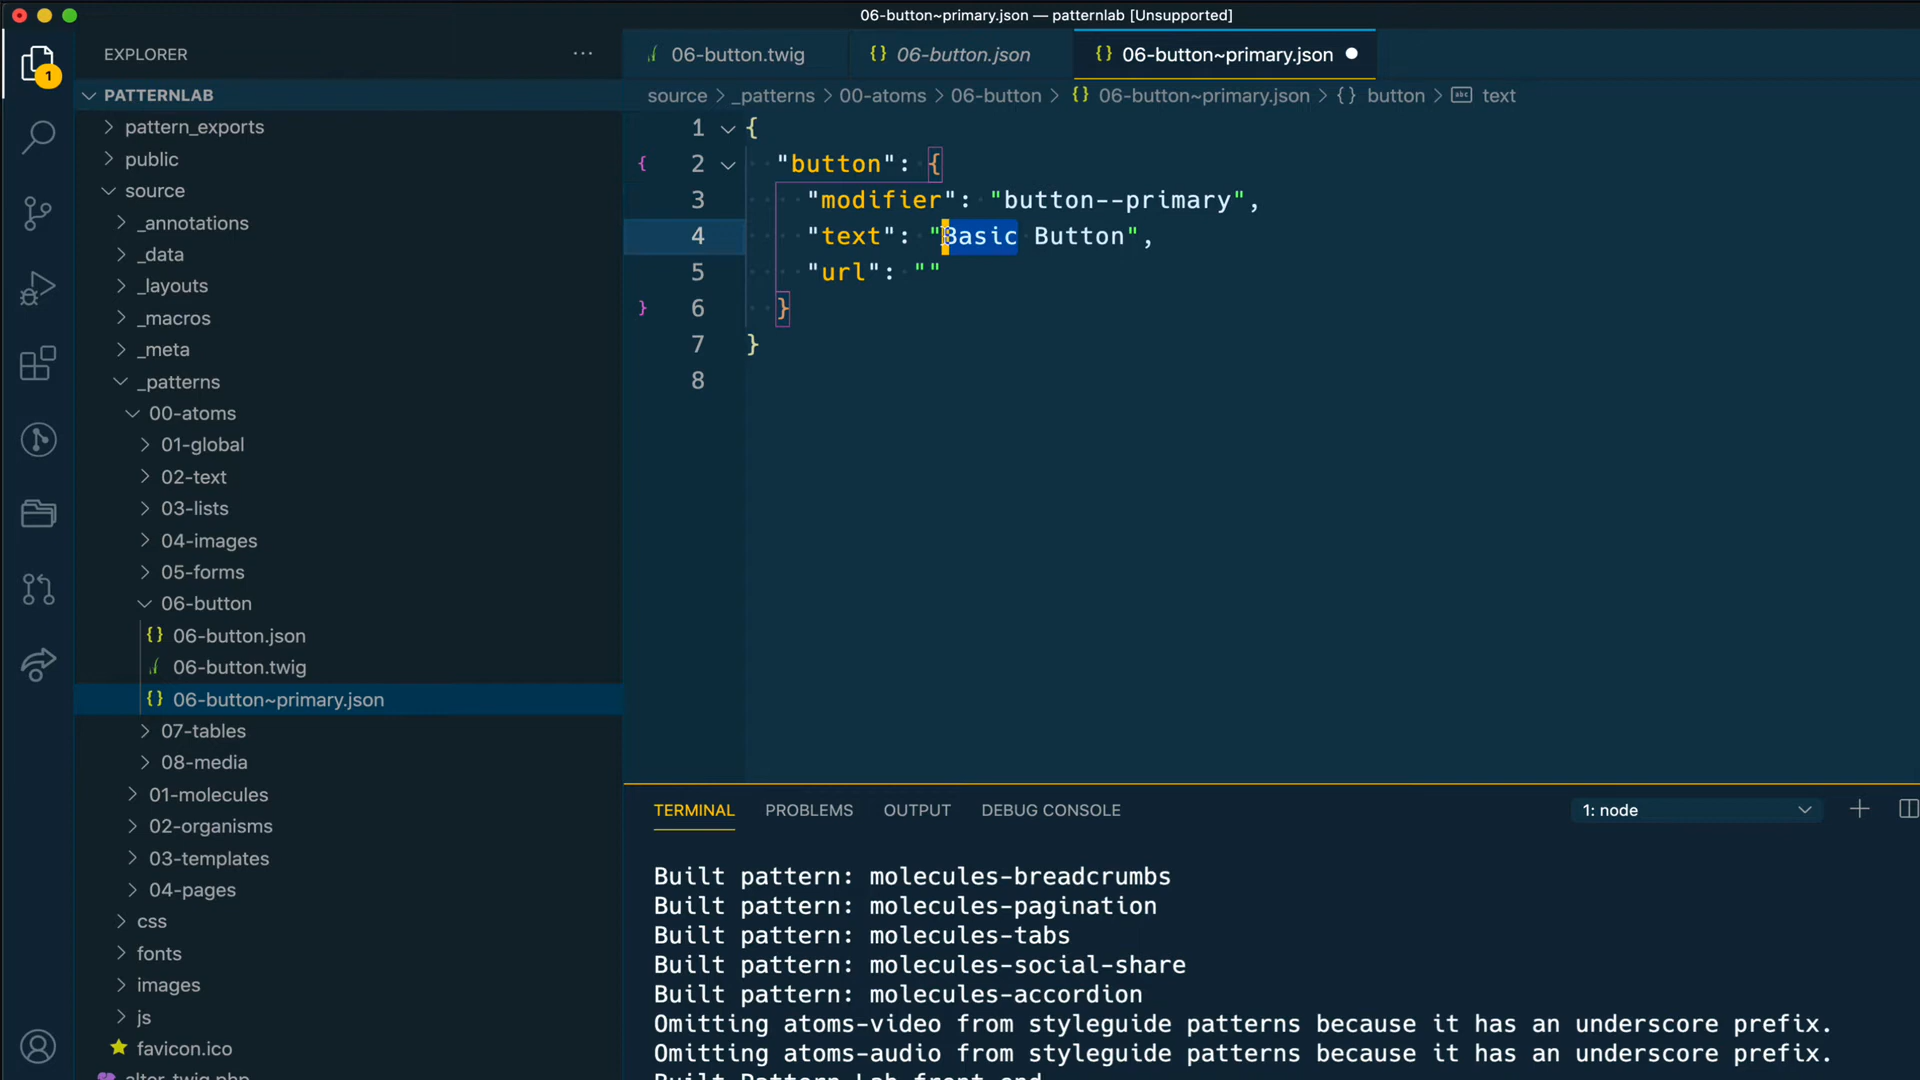 06-button~primary.json — patternlab [Unsupported]
1
EXPLORER
PATTERNLAB
pattern_exports
public
source
_annotations
_data
_layouts
_macros
_meta
_patterns
00-atoms
01-global
02-text
03-lists
04-images
05-forms
06-button
06-button.json
06-button.twig
06-button~primary.json
07-tables
08-media
01-molecules
02-organisms
03-templates
04-pages
css
fonts
images
js
favicon.ico
alter_twig.php
06-button.twig
{} 06-button.json
{} 06-button~primary.json
source > _patterns > 00-atoms > 06-button > {} 06-button~primary.json > {} button > abc text
1 {
2 "button": {
3 "modifier": "button--primary",
4 "text": "Basic Button",
5 "url": ""
6 }
7 }
8
TERMINAL PROBLEMS OUTPUT DEBUG CONSOLE 1: node
Built pattern: molecules-breadcrumbs
Built pattern: molecules-pagination
Built pattern: molecules-tabs
Built pattern: molecules-social-share
Built pattern: molecules-accordion
Omitting atoms-video from styleguide patterns because it has an underscore prefix.
Omitting atoms-audio from styleguide patterns because it has an underscore prefix.
Built Pattern Lab front end